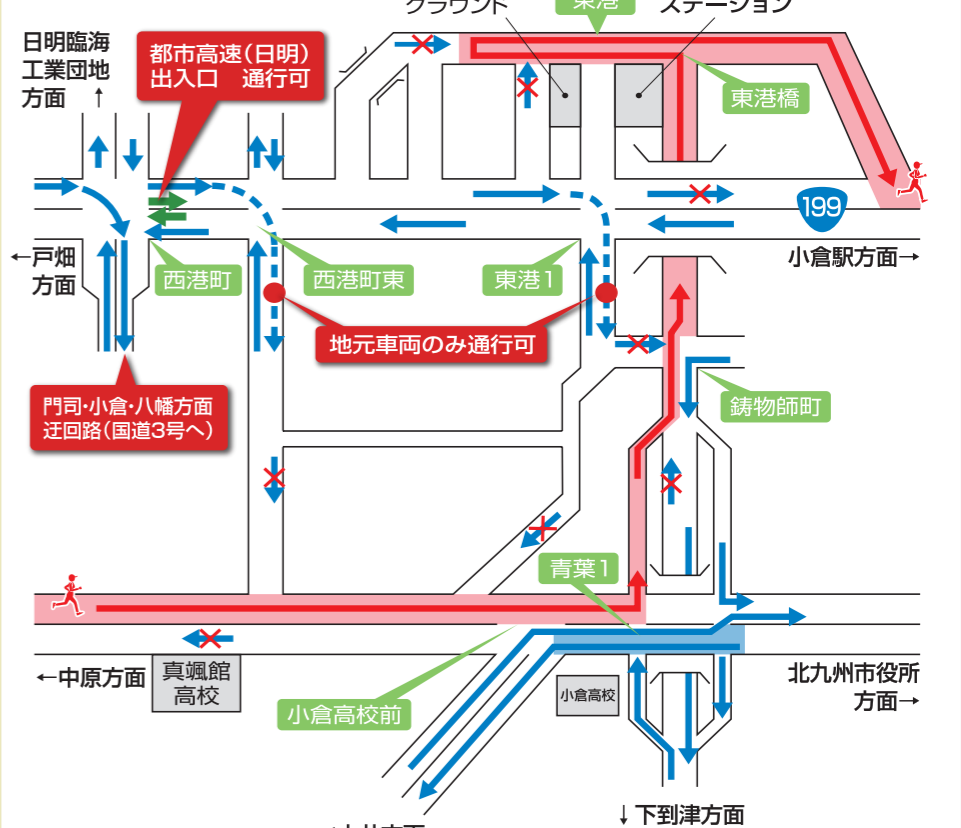 グラウンド
東港
ステーション
日明臨海
工業団地
方面 ↑
都市高速(日明)
出入口 通行可
東港橋
199
←戸畑
方面
西港町
西港町東
東港1
小倉駅方面→
地元車両のみ通行可
門司・小倉・八幡方面
迂回路(国道3号へ)
鋳物師町
青葉1
←中原方面
真颯館
高校
小倉高校前
小倉高校
北九州市役所
方面→
↓下到津方面